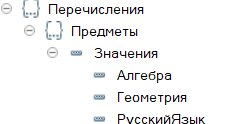 Перечисления
Предметы
Значения
Алгебра
Геометрия
РусскийЯзык